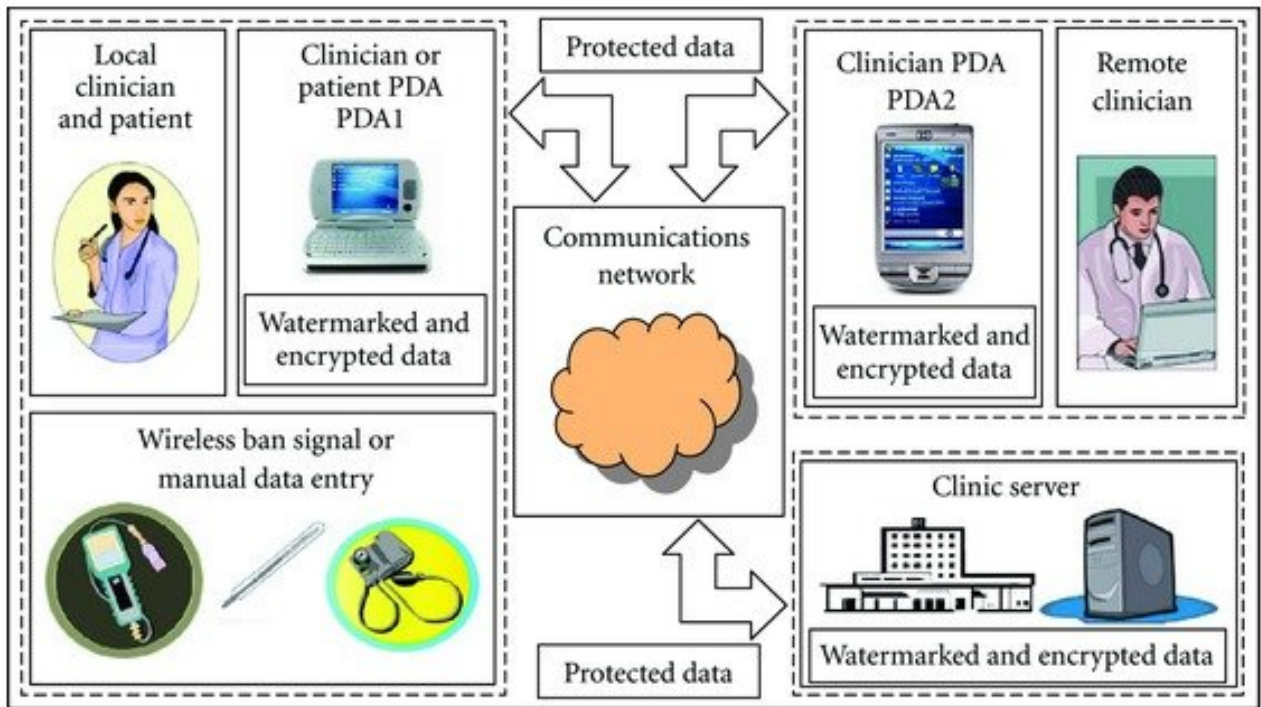 Local
clinician
and patient
Clinician or
patient PDA
PDA1
Watermarked and
encrypted data
Wireless ban signal or
manual data entry
Protected data
Communications
network
Protected data
Clinician PDA
PDA2
Watermarked and
encrypted data
Remote
clinician
Clinic server
Watermarked and encrypted data